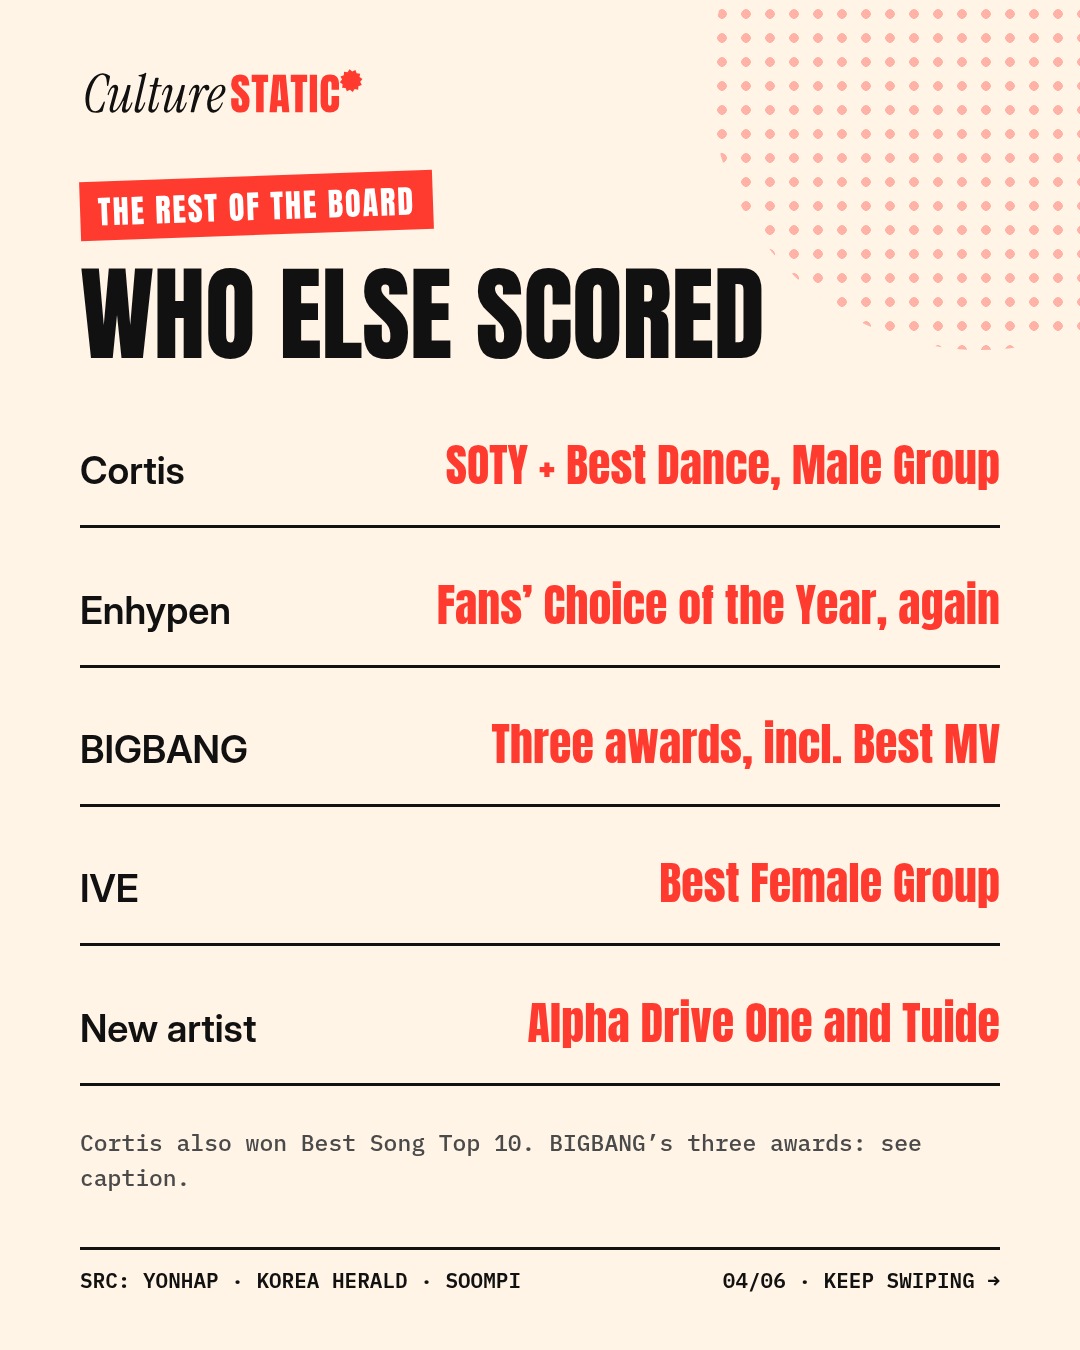 Culture STATIC
THE REST OF THE BOARD
WHO ELSE SCORED
Cortis SOTY + Best Dance, Male Group
Enhypen Fans’ Choice of the Year, again
BIGBANG Three awards, incl. Best MV
IVE Best Female Group
New artist Alpha Drive One and Tuide
Cortis also won Best Song Top 10. BIGBANG’s three awards: see
caption.
SRC: YONHAP · KOREA HERALD · SOOMPI 04/06 · KEEP SWIPING →